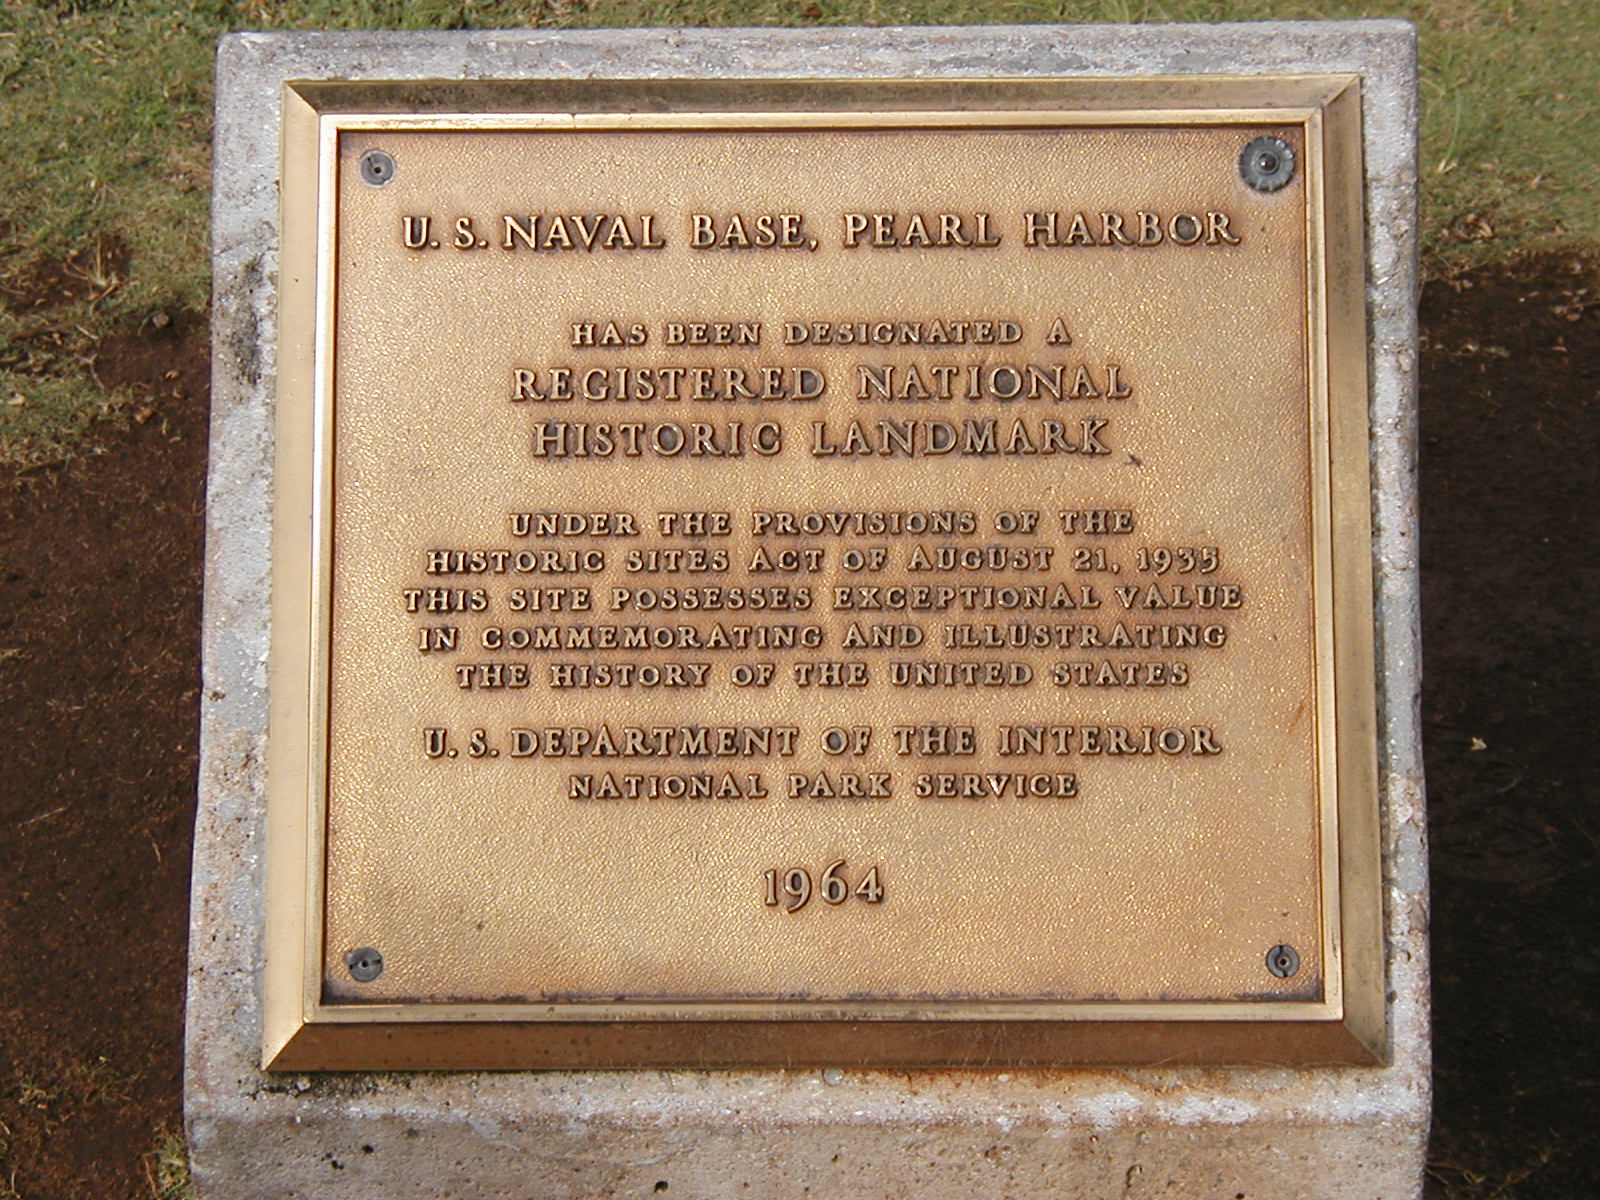 U. S. NAVAL BASE, PEARL HARBOR
HAS BEEN DESIGNATED A
REGISTERED NATIONAL
HISTORIC LANDMARK
UNDER THE PROVISIONS OF THE
HISTORIC SITES ACT OF AUGUST 21, 1935
THIS SITE POSSESSES EXCEPTIONAL VALUE
IN COMMEMORATING AND ILLUSTRATING
THE HISTORY OF THE UNITED STATES
U. S. DEPARTMENT OF THE INTERIOR
NATIONAL PARK SERVICE
1964